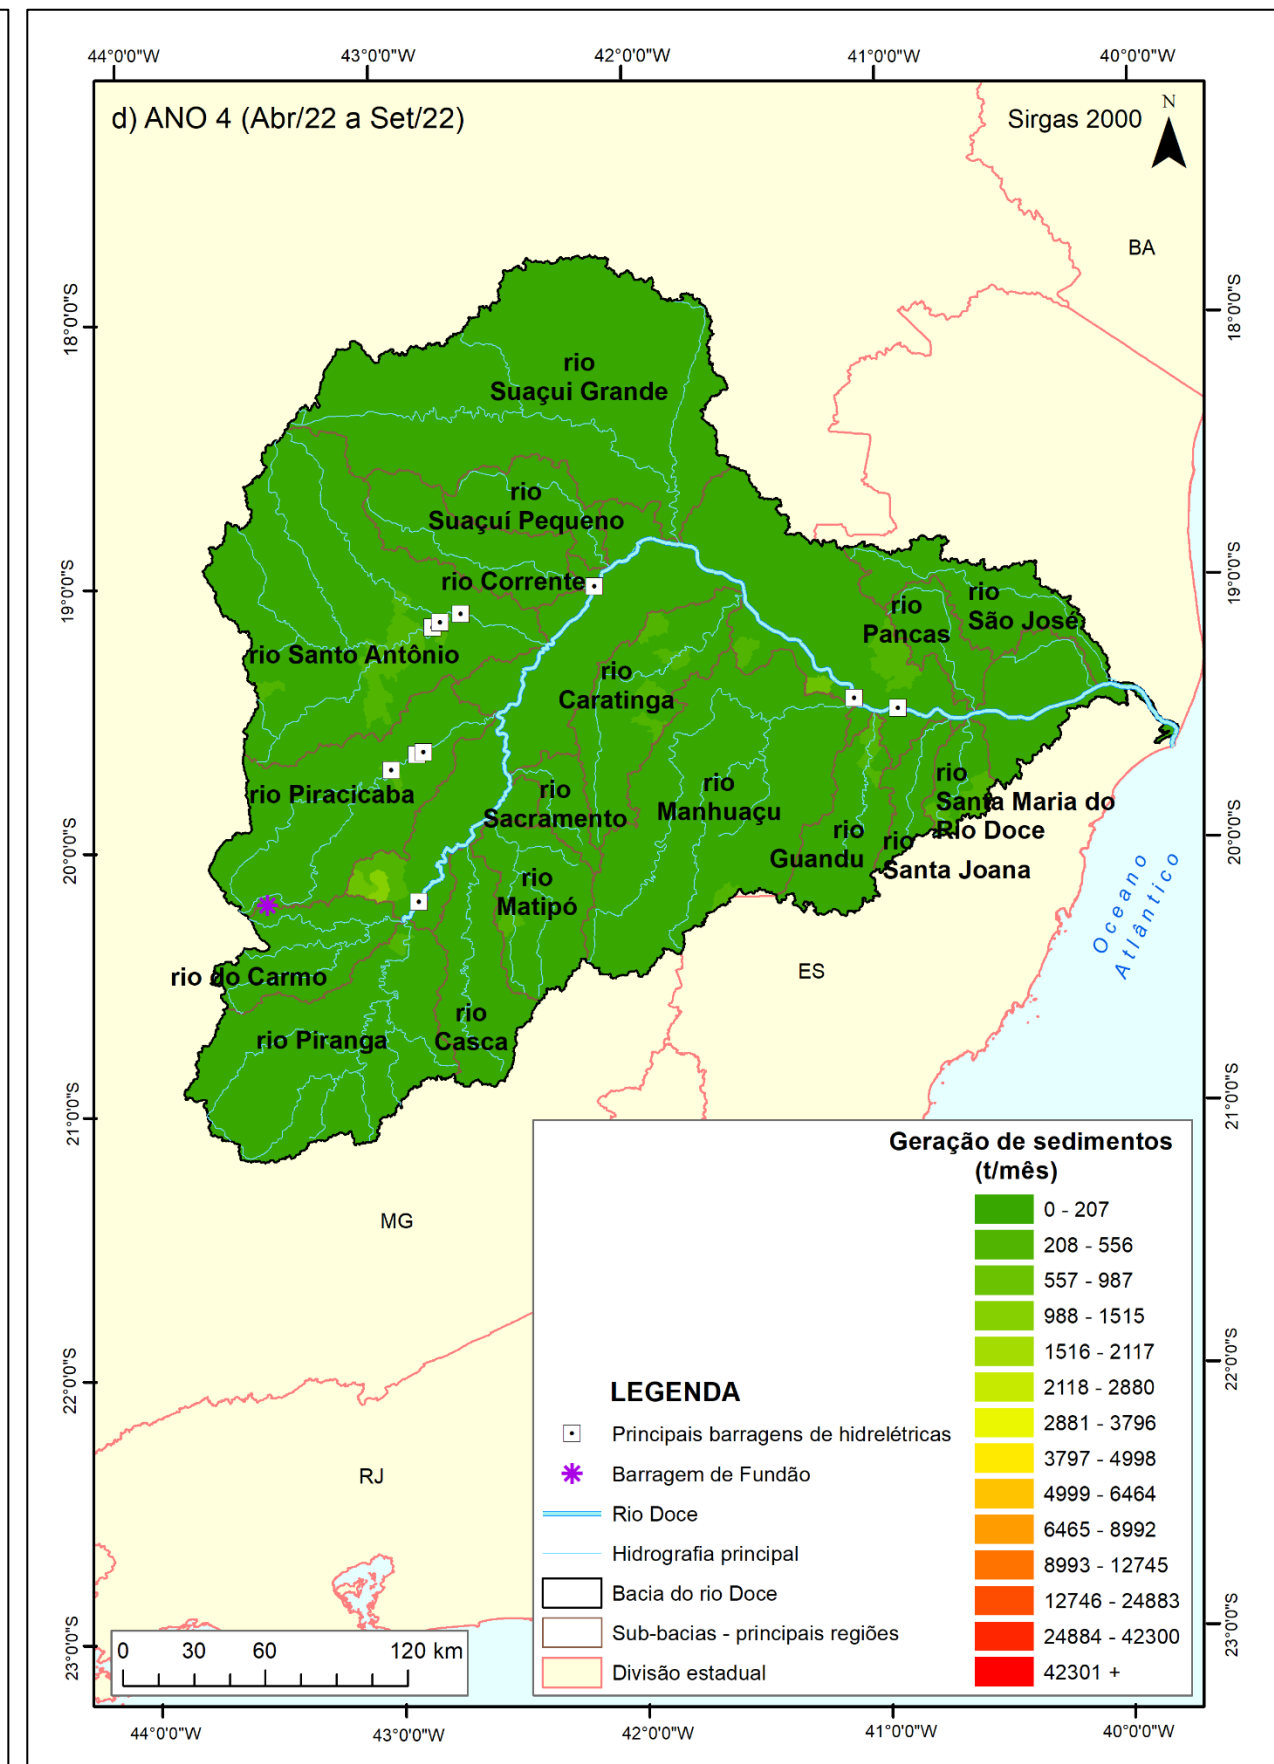 44°0'0"W
43°0'0"W
42°0'0"W
41°0'0"W
40°0'0"W
d) ANO 4 (Abr/22 a Set/22)
Sirgas 2000
N
BA
18°0'0"S
18°0'0"S
rio
Suaçui Grande
rio
Suaçuí Pequeno
rio Corrente
19°0'0"S
19°0'0"S
rio
Pancas
rio
São José
rio Santo Antônio
rio
Caratinga
rio Piracicaba
rio
Sacramento
rio
Manhuaçu
rio
Santa Maria do
Rio Doce
rio
Guandu
rio
Santa Joana
20°0'0"S
20°0'0"S
rio
Matipó
Oceano
Atlântico
rio do Carmo
ES
rio Piranga
rio
Casca
21°0'0"S
21°0'0"S
MG
RJ
22°0'0"S
22°0'0"S
23°0'0"S
23°0'0"S
Geração de sedimentos
(t/mês)
0 - 207
208 - 556
557 - 987
988 - 1515
1516 - 2117
2118 - 2880
2881 - 3796
3797 - 4998
4999 - 6464
6465 - 8992
8993 - 12745
12746 - 24883
24884 - 42300
42301 +
LEGENDA
Principais barragens de hidrelétricas
Barragem de Fundão
Rio Doce
Hidrografia principal
Bacia do rio Doce
Sub-bacias - principais regiões
Divisão estadual
0 30 60 120 km
44°0'0"W
43°0'0"W
42°0'0"W
41°0'0"W
40°0'0"W